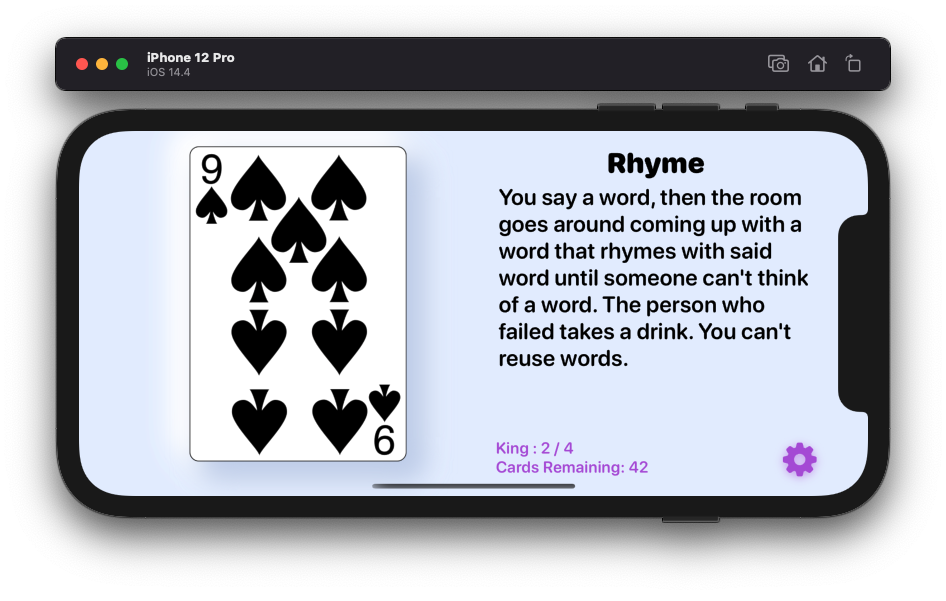 iPhone 12 Pro
iOS 14.4
9
Rhyme
You say a word, then the room
goes around coming up with a
word that rhymes with said
word until someone can't think
of a word. The person who
failed takes a drink. You can't
reuse words.
9
King : 2 / 4
Cards Remaining: 42